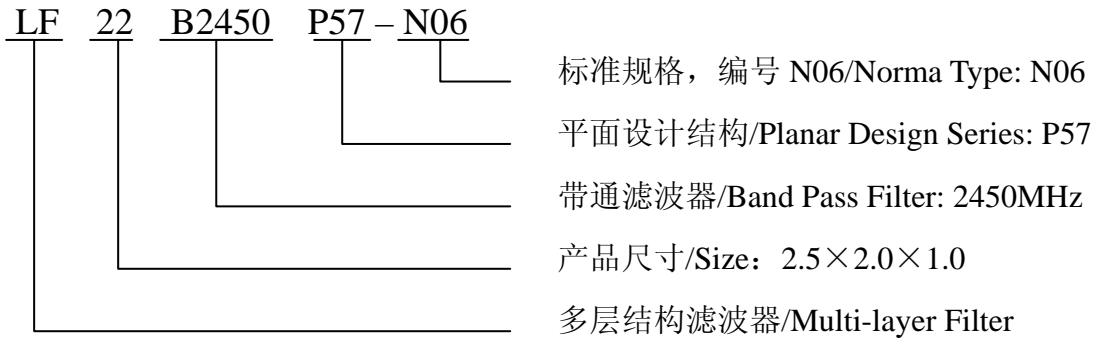 LF 22 B2450 P57 – N06
标准规格，编号 N06/Norma Type: N06
平面设计结构/Planar Design Series: P57
带通滤波器/Band Pass Filter: 2450MHz
产品尺寸/Size：2.5×2.0×1.0
多层结构滤波器/Multi-layer Filter